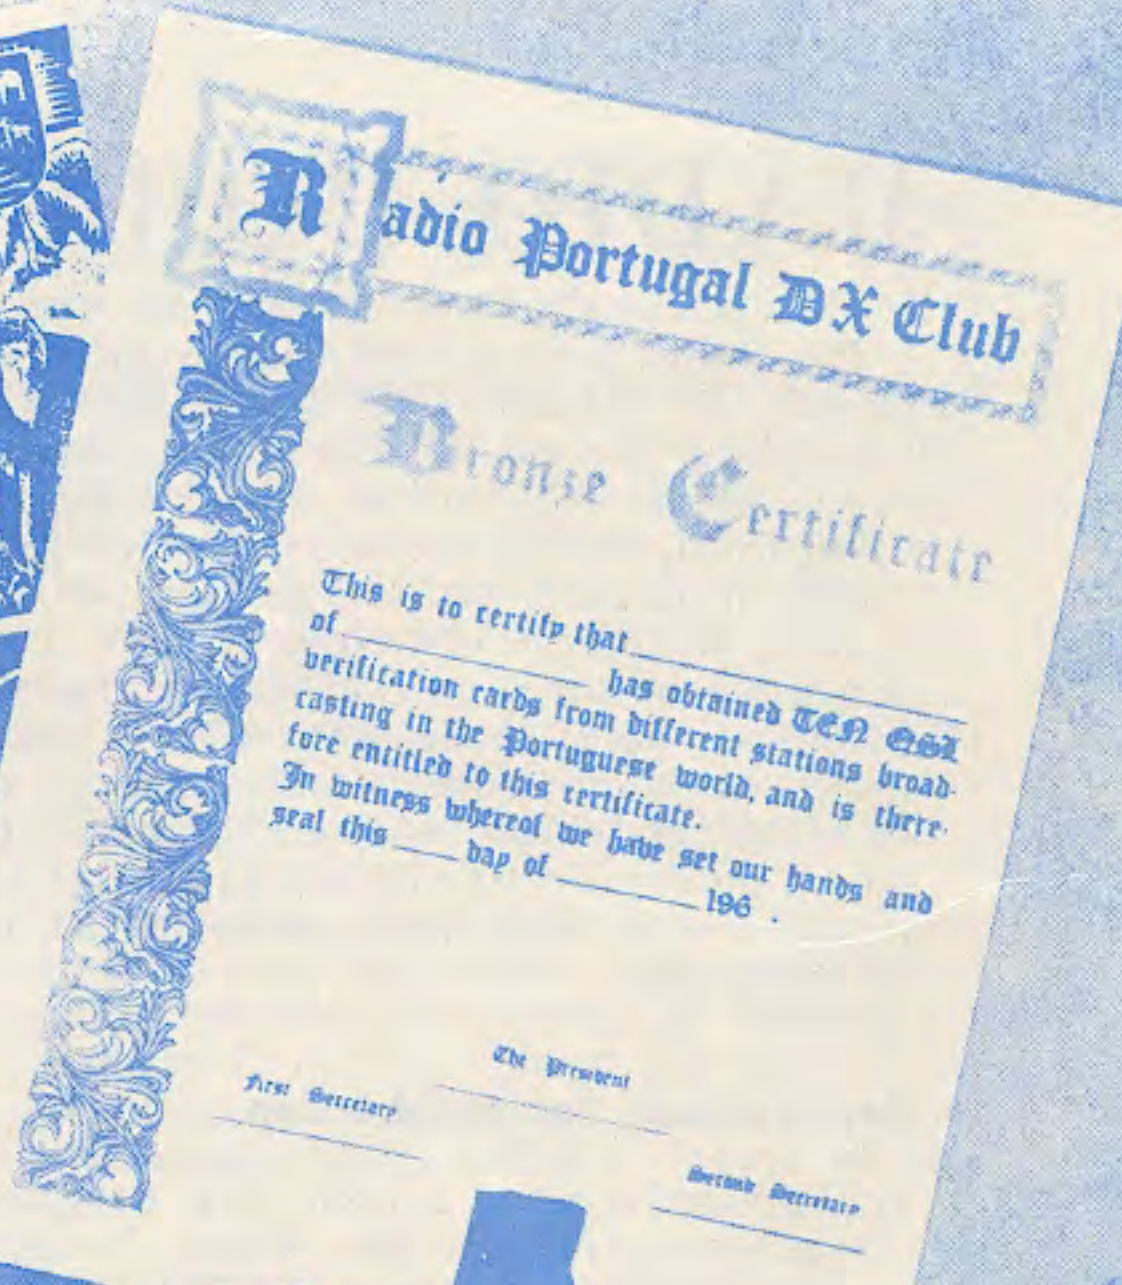 Radio Portugal DX Club
Bronze Certificate
This is to certify that
of has obtained TEN QSL
verification cards from different stations broad-
casting in the Portuguese world, and is there-
fore entitled to this certificate.
In witness whereof we have set our hands and
seal this day of 196 .
The President
First Secretary
Second Secretary